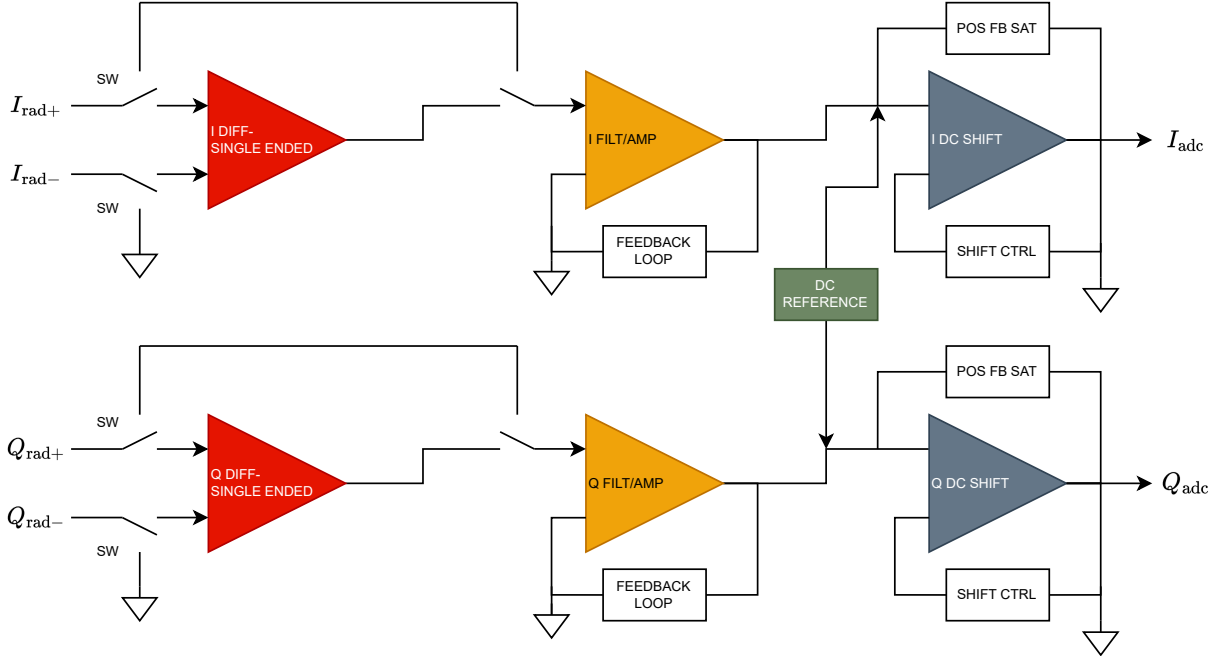 POS FB SAT
SW
I_rad+
I DIFF-
SINGLE ENDED
I FILT/AMP
I DC SHIFT
I_adc
I_rad−
SW
FEEDBACK
LOOP
SHIFT CTRL
DC
REFERENCE
POS FB SAT
SW
Q_rad+
Q DIFF-
SINGLE ENDED
Q FILT/AMP
Q DC SHIFT
Q_adc
Q_rad−
SW
FEEDBACK
LOOP
SHIFT CTRL